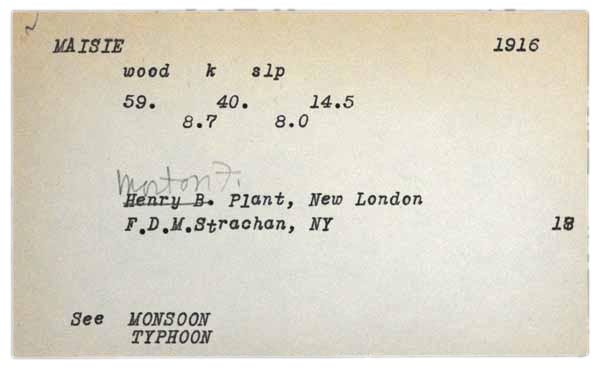 MAISIE 1916
wood k slp
59. 40. 14.5
8.7 8.0
Morton F.
Henry B. Plant, New London
F.D.M.Strachan, NY 18
See MONSOON
TYPHOON